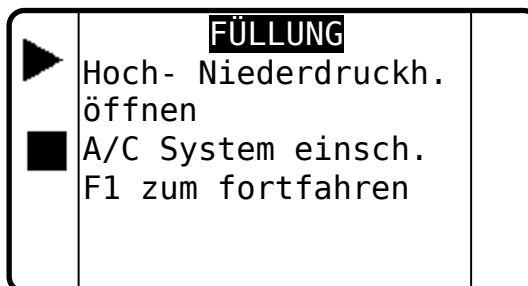 FÜLLUNG
Hoch- Niederdruckh.
öffnen
A/C System einsch.
F1 zum fortfahren